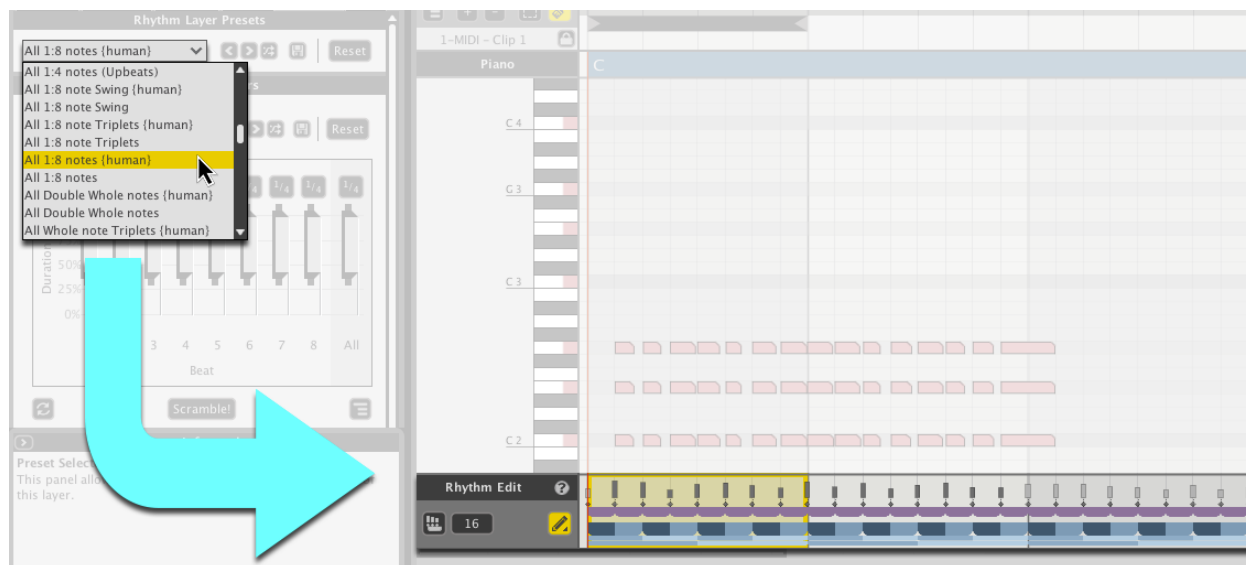 Rhythm Layer Presets
All 1:8 notes {human}
Reset
All 1:4 notes (Upbeats)
All 1:8 note Swing {human}
All 1:8 note Swing
All 1:8 note Triplets {human}
All 1:8 note Triplets
All 1:8 notes {human}
All 1:8 notes
All Double Whole notes {human}
All Double Whole notes
All Whole note Triplets {human}
Reset
1/4 1/4 1/4
50%
25%
0%
3 4 5 6 7 8 All
Beat
Scramble!
This panel
this layer.
1-MIDI – Clip 1
Piano
C
C 4
G 3
C 3
C 2
Rhythm Edit
?
16